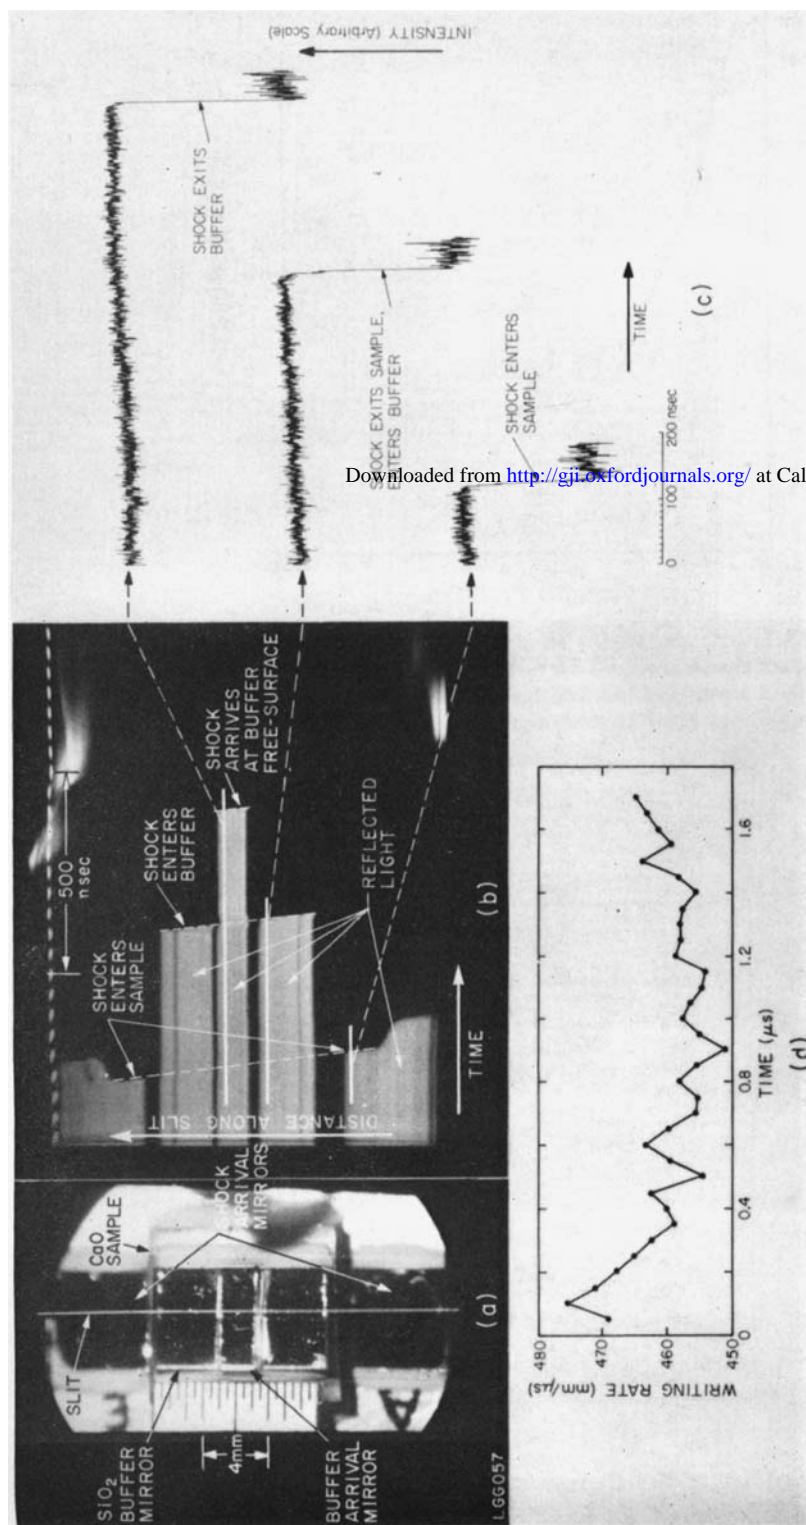 SiO2
BUFFER
MIRROR
SLIT
CaO
SAMPLE
4mm
BUFFER
ARRIVAL
MIRROR
SHOCK
ARRIVAL
MIRRORS
LGG057
(a)
500
nsec
SHOCK
ENTERS
SAMPLE
SHOCK
ENTERS
BUFFER
SHOCK
ARRIVES
AT BUFFER
FREE-SURFACE
REFLECTED
LIGHT
DISTANCE ALONG SLIT
TIME
(b)
INTENSITY (Arbitrary Scale)
SHOCK EXITS
BUFFER
SHOCK EXITS SAMPLE,
ENTERS BUFFER
SHOCK ENTERS
SAMPLE
TIME
0 100 200 nsec
(c)
WRITING RATE (mm/μs)
480
470
460
450
0 0.4 0.8 1.2 1.6
TIME (μs)
(d)
Downloaded from http://gji.oxfordjournals.org/ at Cal